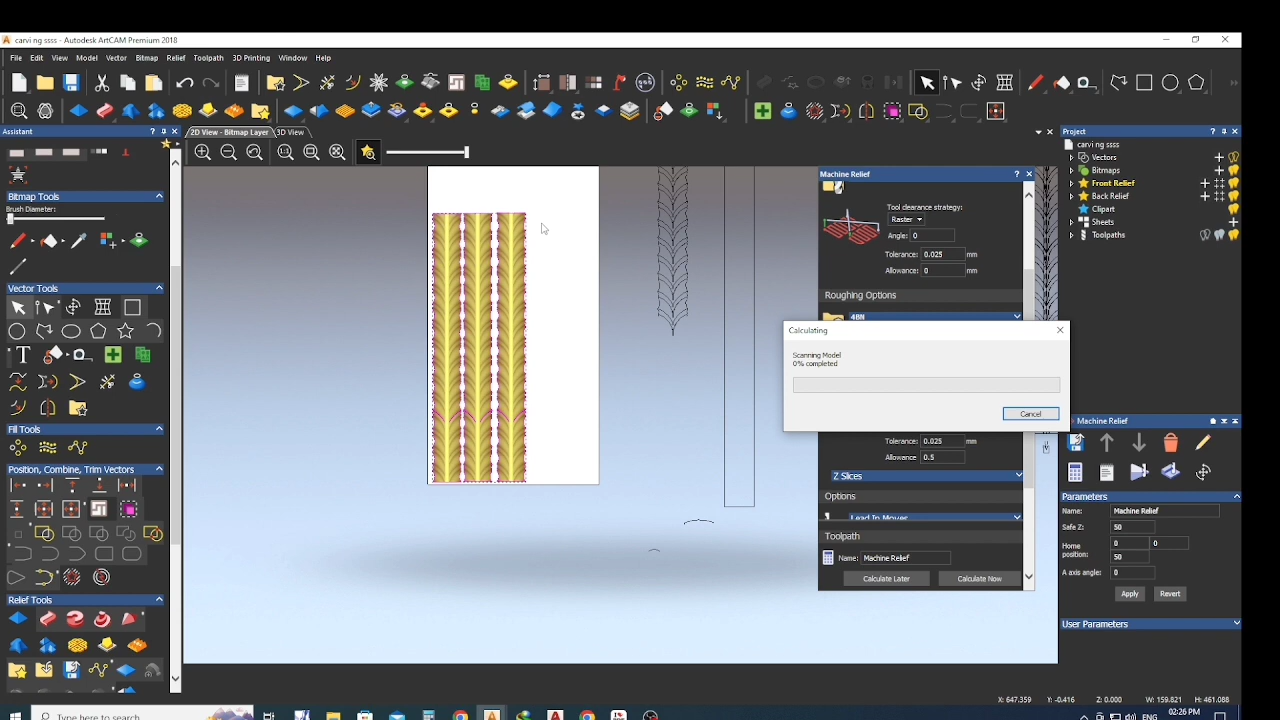 carvi ng ssss - Autodesk ArtCAM Premium 2018
File Edit View Model Vector Bitmap Relief Toolpath 3D Printing Window Help
Assistant
2D View - Bitmap Layer
3D View
Project
carvi ng ssss
Vectors
Bitmaps
Front Relief
Back Relief
Clipart
Sheets
Toolpaths
Bitmap Tools
Brush Diameter:
Vector Tools
Fill Tools
Position, Combine, Trim Vectors
Relief Tools
Machine Relief
Tool clearance strategy:
Raster
Angle: 0
Tolerance: 0.025 mm
Allowance: 0 mm
Roughing Options
4BN
Calculating
Scanning Model
0% completed
Cancel
Tolerance: 0.025 mm
Allowance 0.5
Z Slices
Options
Lead In Moves
Toolpath
Name: Machine Relief
Calculate Later
Calculate Now
Machine Relief
Parameters
Name: Machine Relief
Safe Z: 50
Home position: 0 0
50
A axis angle: 0
Apply
Revert
User Parameters
X: 647.359 Y: -0.416 Z: 0.000 W: 159.821 H: 461.088
Type here to search
ENG
02:26 PM